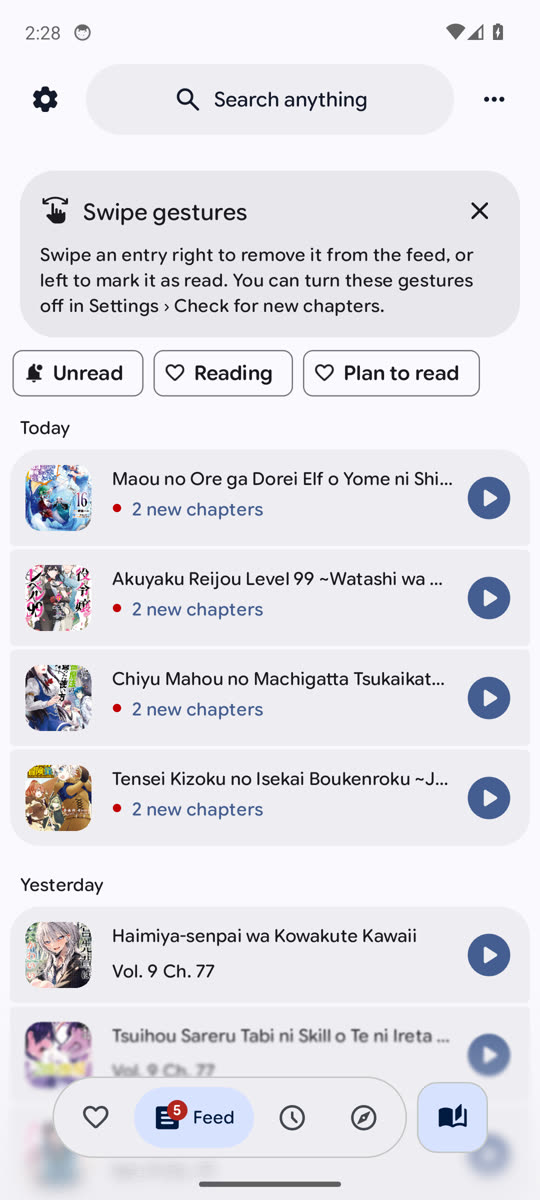 2:28
Search anything
Swipe gestures
Swipe an entry right to remove it from the feed, or
left to mark it as read. You can turn these gestures
off in Settings › Check for new chapters.
Unread
Reading
Plan to read
Today
Maou no Ore ga Dorei Elf o Yome ni Shi...
2 new chapters
Akuyaku Reijou Level 99 ~Watashi wa ...
2 new chapters
Chiyu Mahou no Machigatta Tsukaikat...
2 new chapters
Tensei Kizoku no Isekai Boukenroku ~J...
2 new chapters
Yesterday
Haimiya-senpai wa Kowakute Kawaii
Vol. 9 Ch. 77
Tsuihou Sareru Tabi ni Skill o Te ni Ireta ...
Vol. 9 Ch. 77
5
Feed